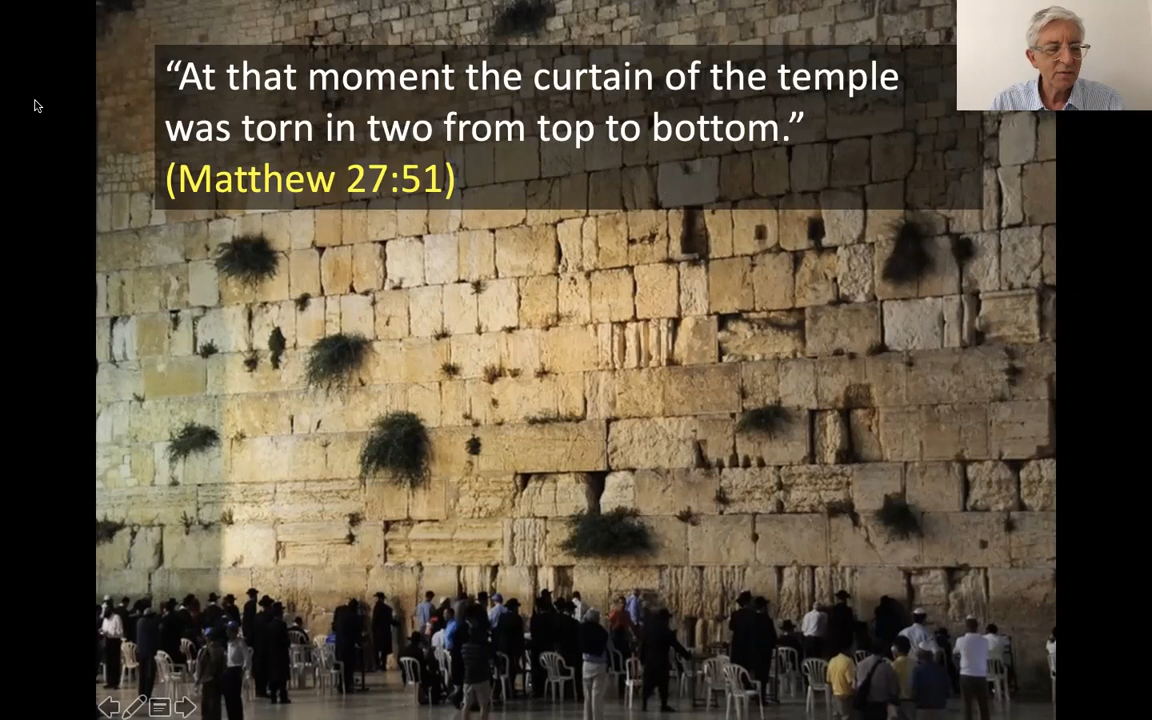 “At that moment the curtain of the temple
was torn in two from top to bottom.”
(Matthew 27:51)